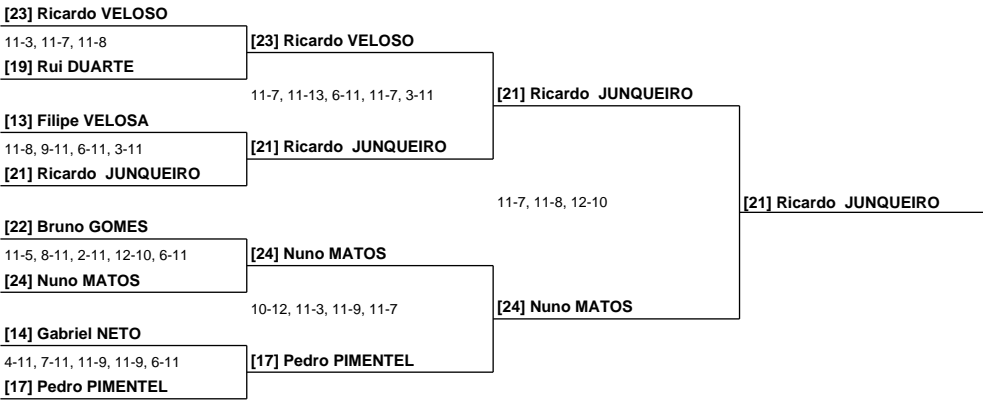 [23] Ricardo VELOSO
11-3, 11-7, 11-8
[19] Rui DUARTE
[23] Ricardo VELOSO
11-7, 11-13, 6-11, 11-7, 3-11
[21] Ricardo  JUNQUEIRO
[13] Filipe VELOSA
11-8, 9-11, 6-11, 3-11
[21] Ricardo  JUNQUEIRO
[21] Ricardo  JUNQUEIRO
11-7, 11-8, 12-10
[21] Ricardo  JUNQUEIRO
[22] Bruno GOMES
11-5, 8-11, 2-11, 12-10, 6-11
[24] Nuno MATOS
[24] Nuno MATOS
10-12, 11-3, 11-9, 11-7
[24] Nuno MATOS
[14] Gabriel NETO
4-11, 7-11, 11-9, 11-9, 6-11
[17] Pedro PIMENTEL
[17] Pedro PIMENTEL